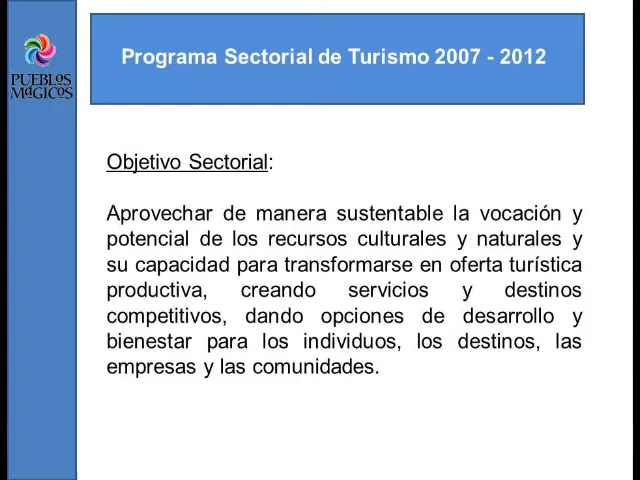 PUEBLOS
MáGICOS
Programa Sectorial de Turismo 2007 - 2012
Objetivo Sectorial:
Aprovechar de manera sustentable la vocación y
potencial de los recursos culturales y naturales y
su capacidad para transformarse en oferta turística
productiva, creando servicios y destinos
competitivos, dando opciones de desarrollo y
bienestar para los individuos, los destinos, las
empresas y las comunidades.